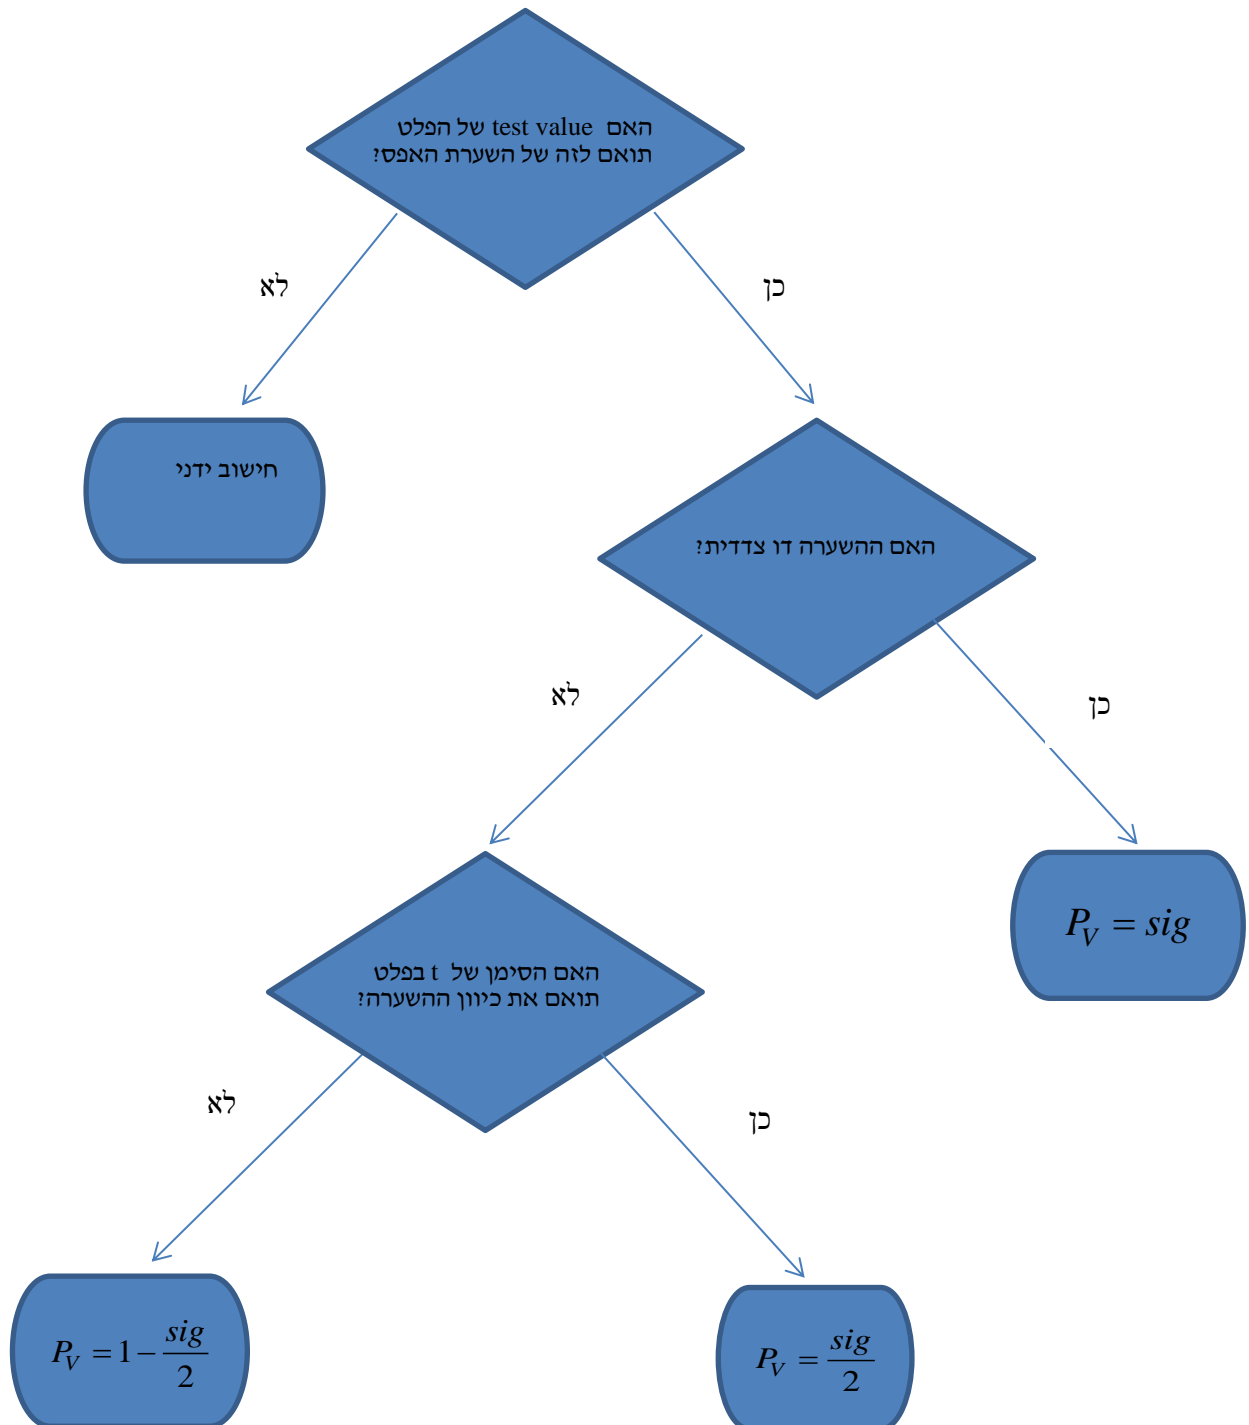 האם test value של הפלט
תואם לזה של השערת האפס?
לא
כן
חישוב ידני
האם ההשערה דו צדדית?
לא
כן
P_V = sig
האם הסימן של t בפלט
תואם את כיוון ההשערה?
לא
כן
P_V = 1 − sig/2
P_V = sig/2